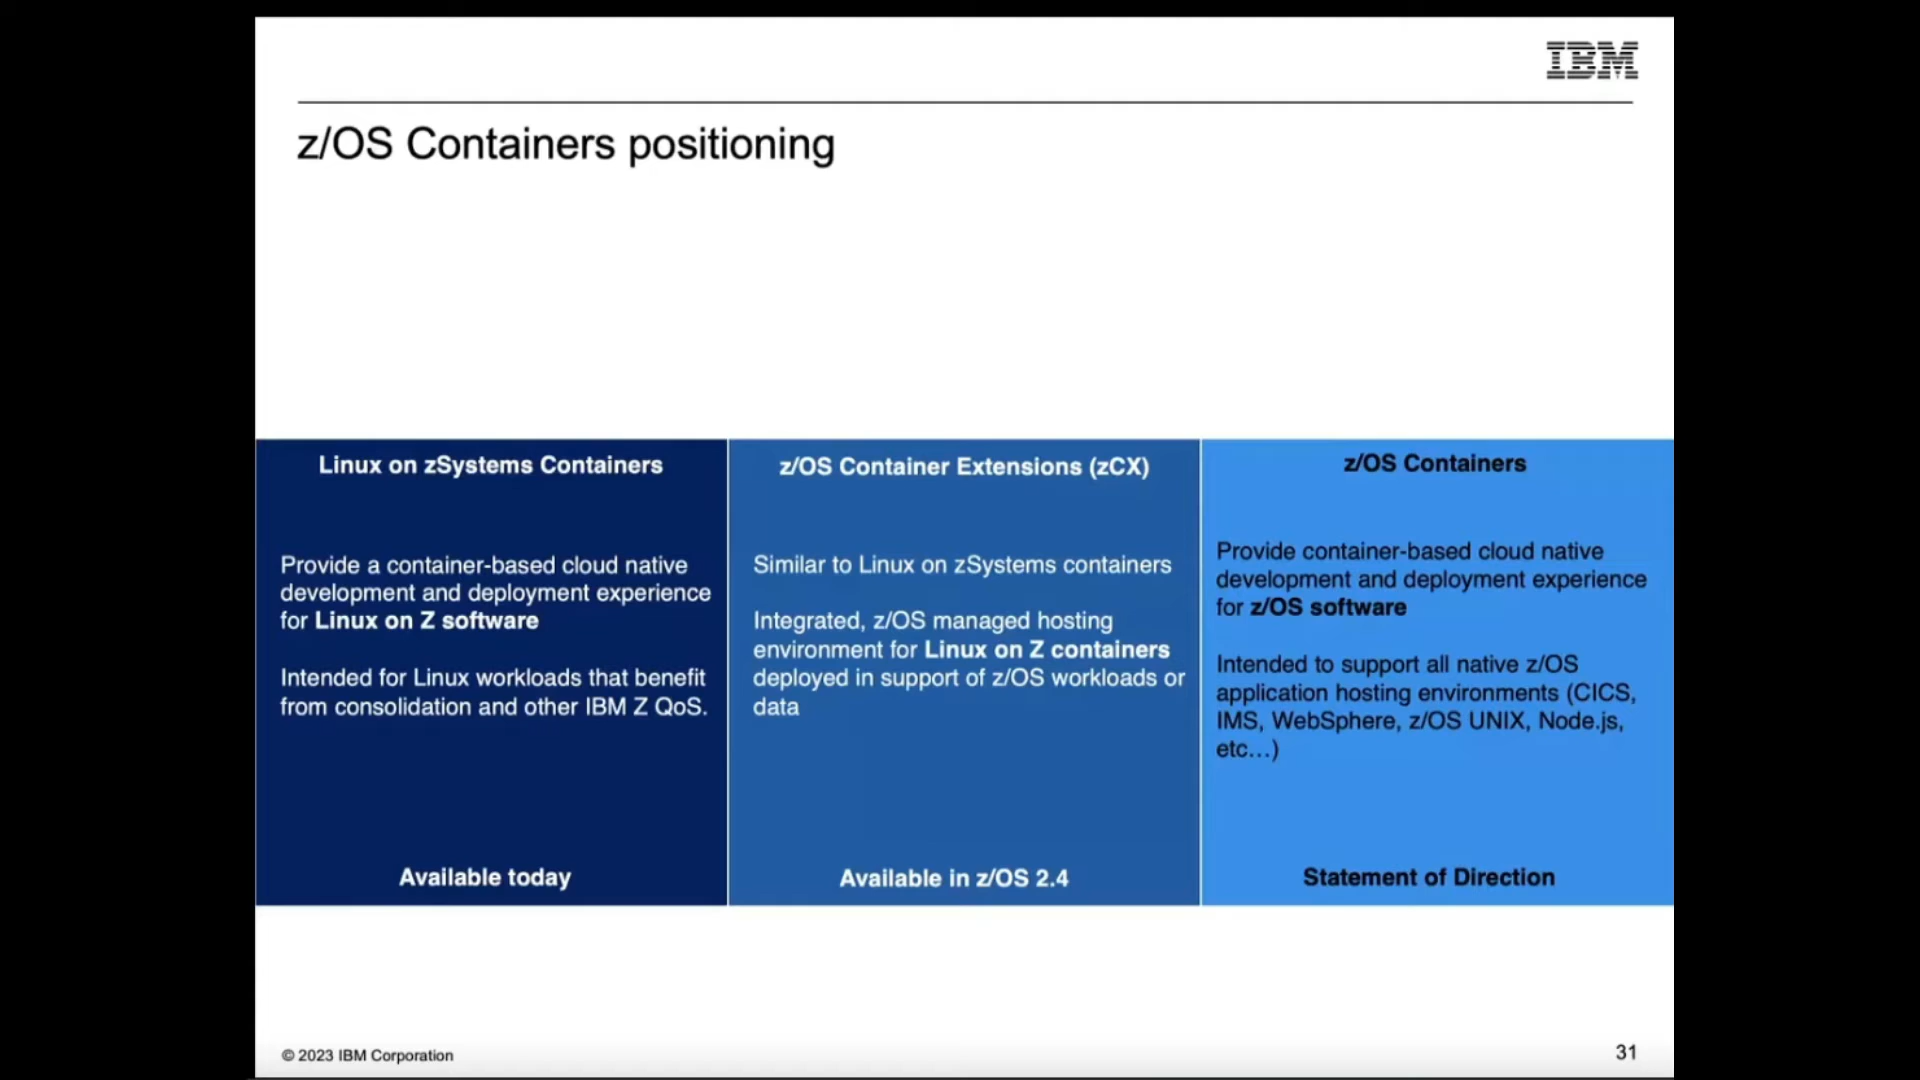 IBM
z/OS Containers positioning
Linux on zSystems Containers
Provide a container-based cloud native
development and deployment experience
for Linux on Z software
Intended for Linux workloads that benefit
from consolidation and other IBM Z QoS.
Available today
z/OS Container Extensions (zCX)
Similar to Linux on zSystems containers
Integrated, z/OS managed hosting
environment for Linux on Z containers
deployed in support of z/OS workloads or
data
Available in z/OS 2.4
z/OS Containers
Provide container-based cloud native
development and deployment experience
for z/OS software
Intended to support all native z/OS
application hosting environments (CICS,
IMS, WebSphere, z/OS UNIX, Node.js,
etc…)
Statement of Direction
© 2023 IBM Corporation
31